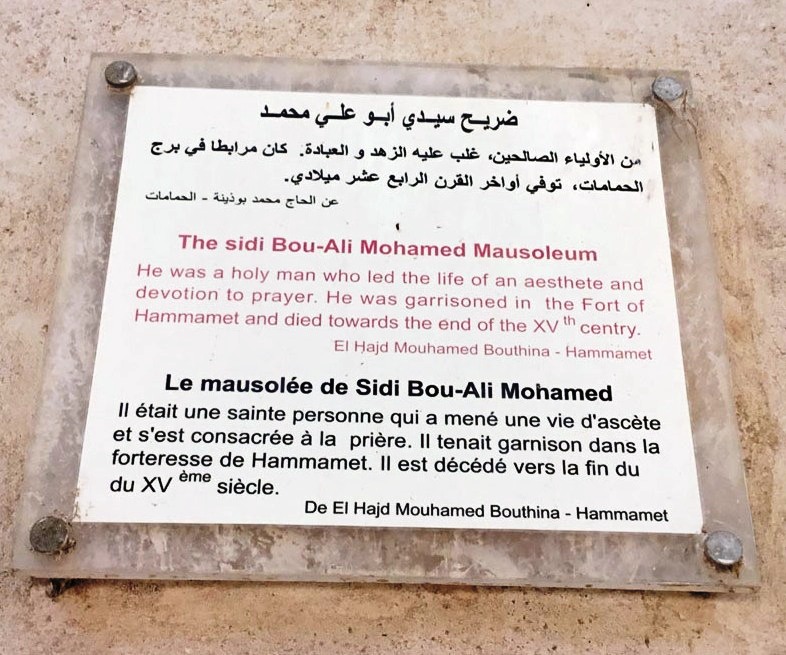 ضريح سيدي أبو علي محمد
من الأولياء الصالحين، غلب عليه الزهد و العبادة. كان مرابطا في برج
الحمامات، توفي أواخر القرن الرابع عشر ميلادي.
عن الحاج محمد بوذينة - الحمامات
The sidi Bou-Ali Mohamed Mausoleum
He was a holy man who led the life of an aesthete and
devotion to prayer. He was garrisoned in the Fort of
Hammamet and died towards the end of the XV th centry.
El Hajd Mouhamed Bouthina - Hammamet
Le mausolée de Sidi Bou-Ali Mohamed
Il était une sainte personne qui a mené une vie d'ascète
et s'est consacrée à la prière. Il tenait garnison dans la
forteresse de Hammamet. Il est décédé vers la fin du
du XV ème siècle.
De El Hajd Mouhamed Bouthina - Hammamet